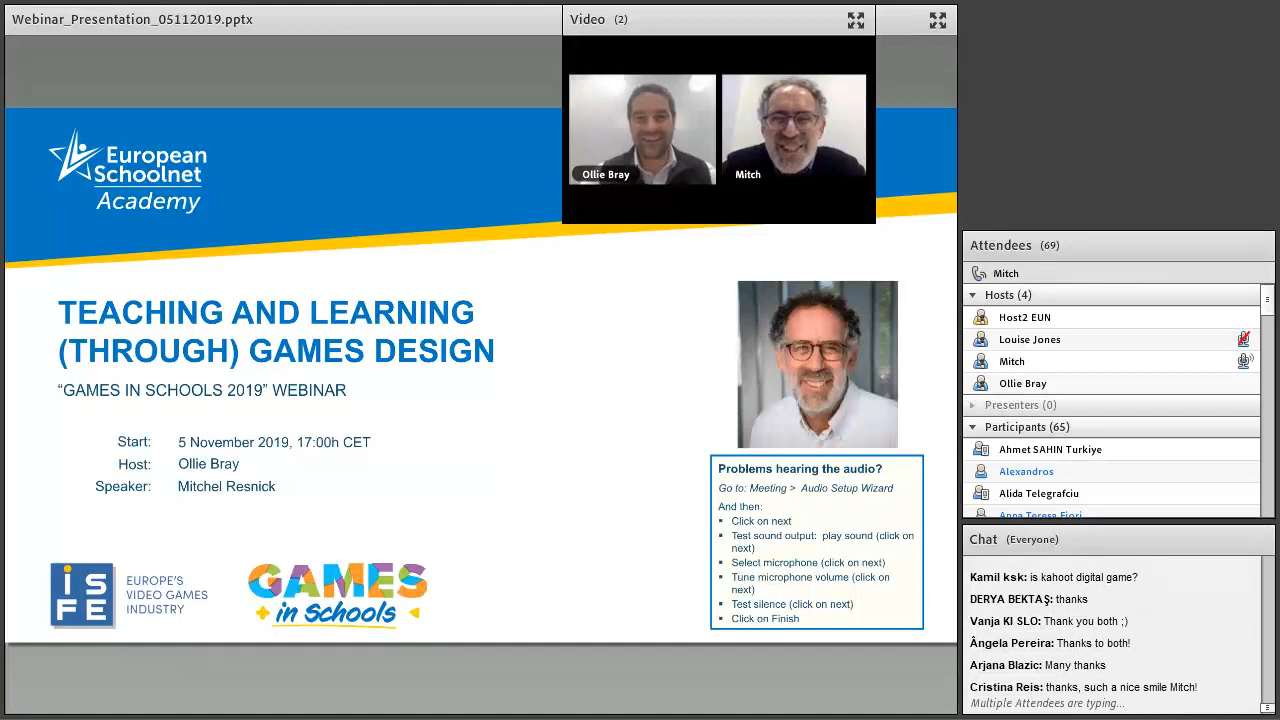 Webinar_Presentation_05112019.pptx
Video (2)
Ollie Bray
Mitch
European
Schoolnet
Academy
TEACHING AND LEARNING
(THROUGH) GAMES DESIGN
“GAMES IN SCHOOLS 2019” WEBINAR
Start: 5 November 2019, 17:00h CET
Host: Ollie Bray
Speaker: Mitchel Resnick
iS
FE
EUROPE'S
VIDEO GAMES
INDUSTRY
GAMES
in Schools
Problems hearing the audio?
Go to: Meeting > Audio Setup Wizard
And then:
▪ Click on next
▪ Test sound output: play sound (click on
next)
▪ Select microphone (click on next)
▪ Tune microphone volume (click on
next)
▪ Test silence (click on next)
▪ Click on Finish
Attendees (69)
Mitch
Hosts (4)
Host2 EUN
Louise Jones
Mitch
Ollie Bray
Presenters (0)
Participants (65)
Ahmet SAHIN Turkiye
Alexandros
Alida Telegrafciu
Anna Teresa Fiori
Chat (Everyone)
Kamil ksk: is kahoot digital game?
DERYA BEKTAŞ: thanks
Vanja KI SLO: Thank you both ;)
Ângela Pereira: Thanks to both!
Arjana Blazic: Many thanks
Cristina Reis: thanks, such a nice smile Mitch!
Multiple Attendees are typing...